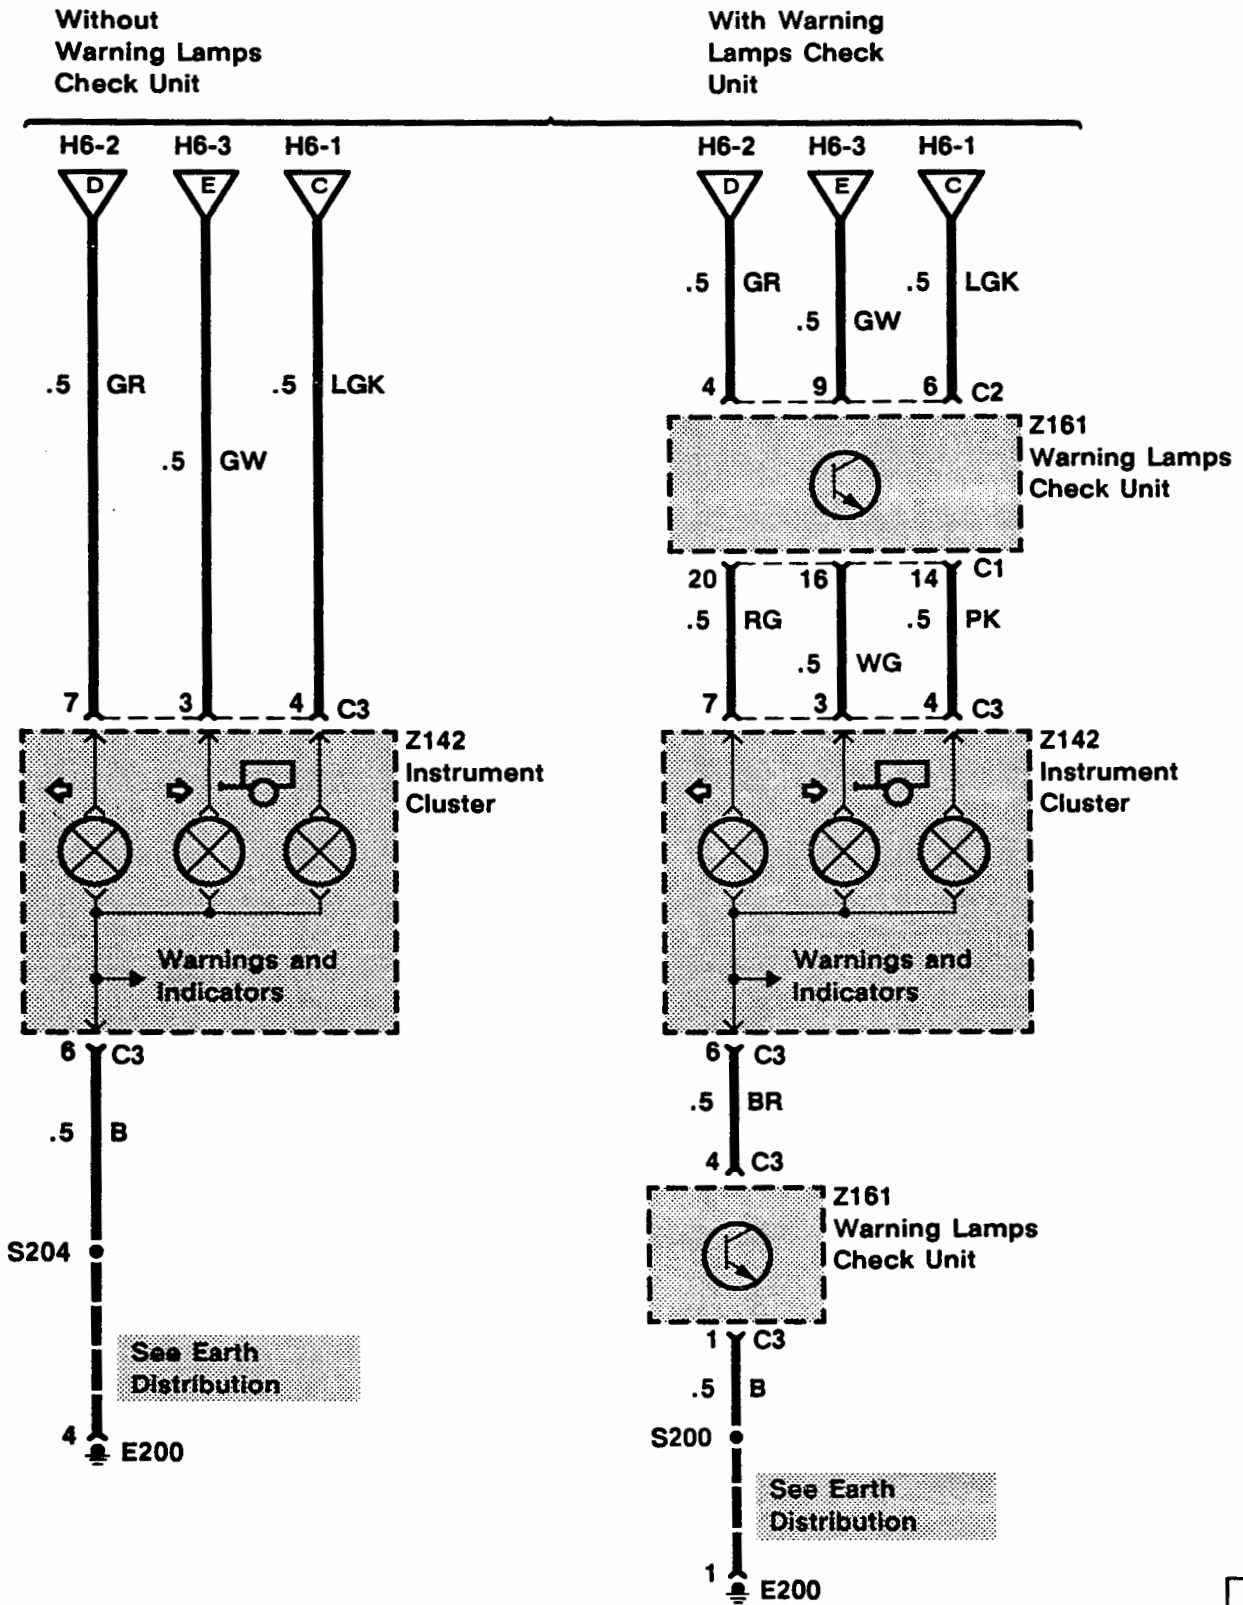 Without
Warning Lamps
Check Unit
With Warning
Lamps Check
Unit
H6-2 H6-3 H6-1
D E C
.5 GR
.5 LGK
.5 GW
7 3 4 C3
Z142
Instrument
Cluster
Warnings and
Indicators
6 C3
.5 B
S204
See Earth
Distribution
4
E200
H6-2 H6-3 H6-1
D E C
.5 GR
.5 LGK
.5 GW
4 9 6 C2
Z161
Warning Lamps
Check Unit
20 16 14 C1
.5 RG
.5 PK
.5 WG
7 3 4 C3
Z142
Instrument
Cluster
Warnings and
Indicators
6 C3
.5 BR
4 C3
Z161
Warning Lamps
Check Unit
1 C3
.5 B
S200
See Earth
Distribution
1
E200